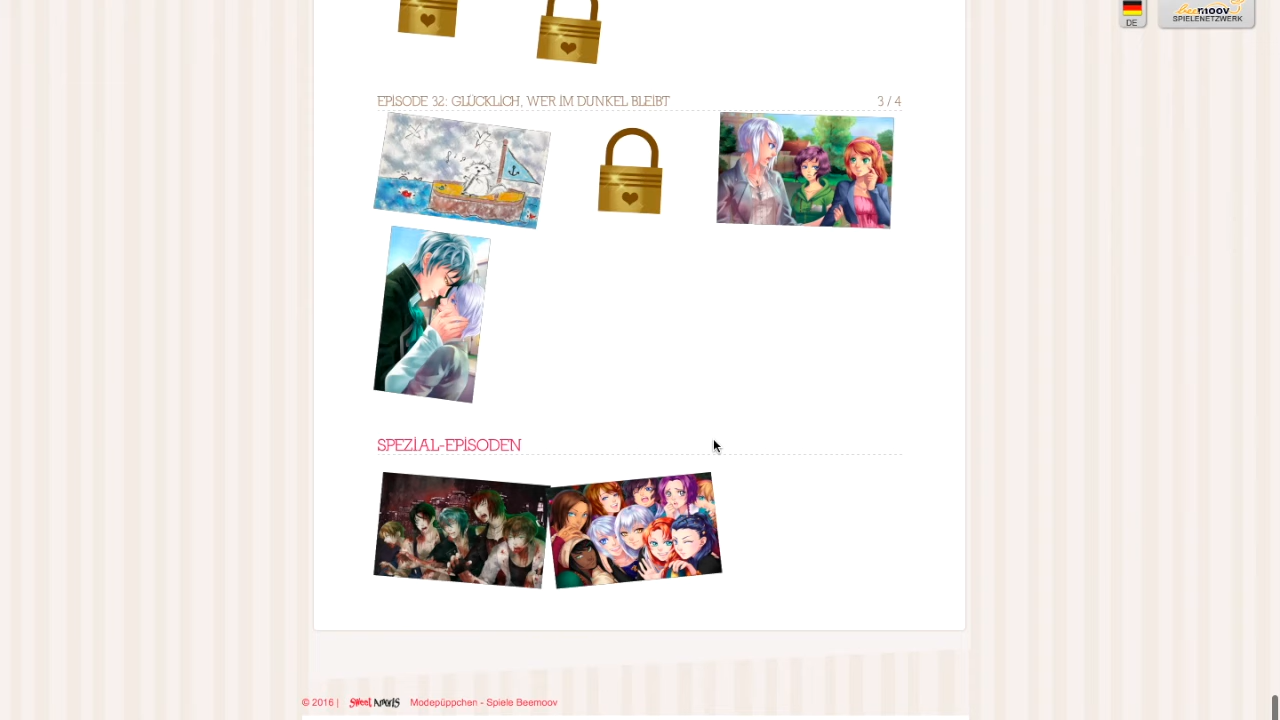 beemoov
SPIELENETZWERK
DE
EPISODE 32: GLÜCKLICH, WER IM DUNKEL BLEIBT
3 / 4
SPEZIAL-EPISODEN
© 2016 | Sweet AMORIS Modepüppchen - Spiele Beemoov